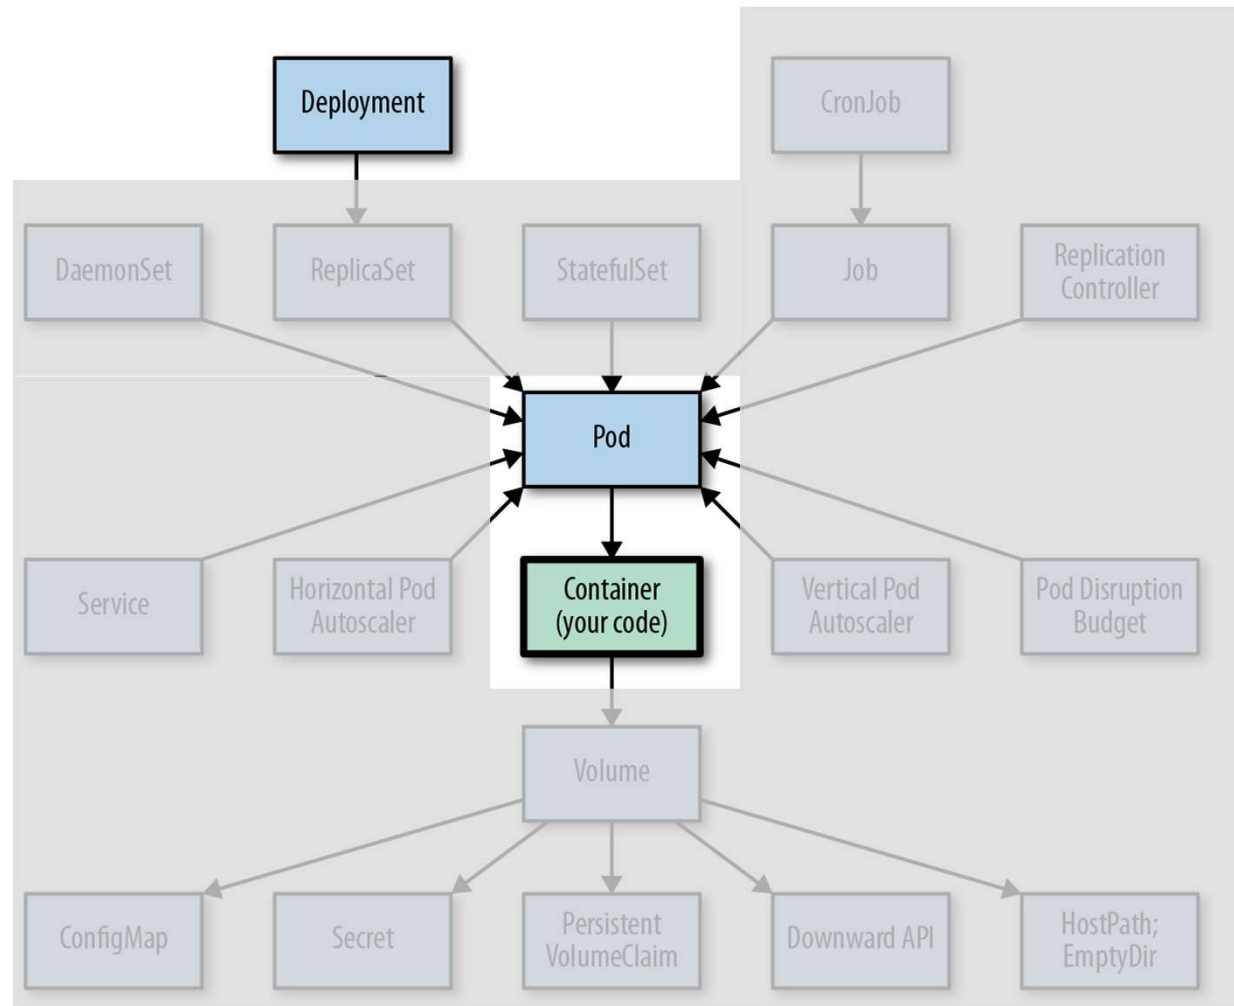 Deployment
CronJob
DaemonSet
ReplicaSet
StatefulSet
Job
Replication
Controller
Pod
Service
Horizontal Pod
Autoscaler
Container
(your code)
Vertical Pod
Autoscaler
Pod Disruption
Budget
Volume
ConfigMap
Secret
Persistent
VolumeClaim
Downward API
HostPath;
EmptyDir